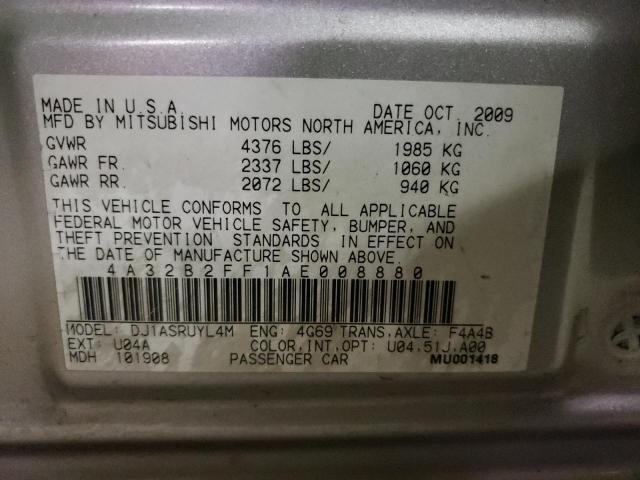 MADE IN U.S.A. DATE OCT. 2009
MFD BY MITSUBISHI MOTORS NORTH AMERICA, INC.
GVWR 4376 LBS/ 1985 KG
GAWR FR. 2337 LBS/ 1060 KG
GAWR RR. 2072 LBS/ 940 KG
THIS VEHICLE CONFORMS TO ALL APPLICABLE
FEDERAL MOTOR VEHICLE SAFETY, BUMPER, AND
THEFT PREVENTION STANDARDS IN EFFECT ON
THE DATE OF MANUFACTURE SHOWN ABOVE.
4A32B2FF1AE008880
MODEL: DJ1ASRUYL4M ENG: 4G69 TRANS.AXLE: F4A4B
EXT: U04A COLOR,INT,OPT: U04,51J,A00
MDH 101908 PASSENGER CAR MU001418